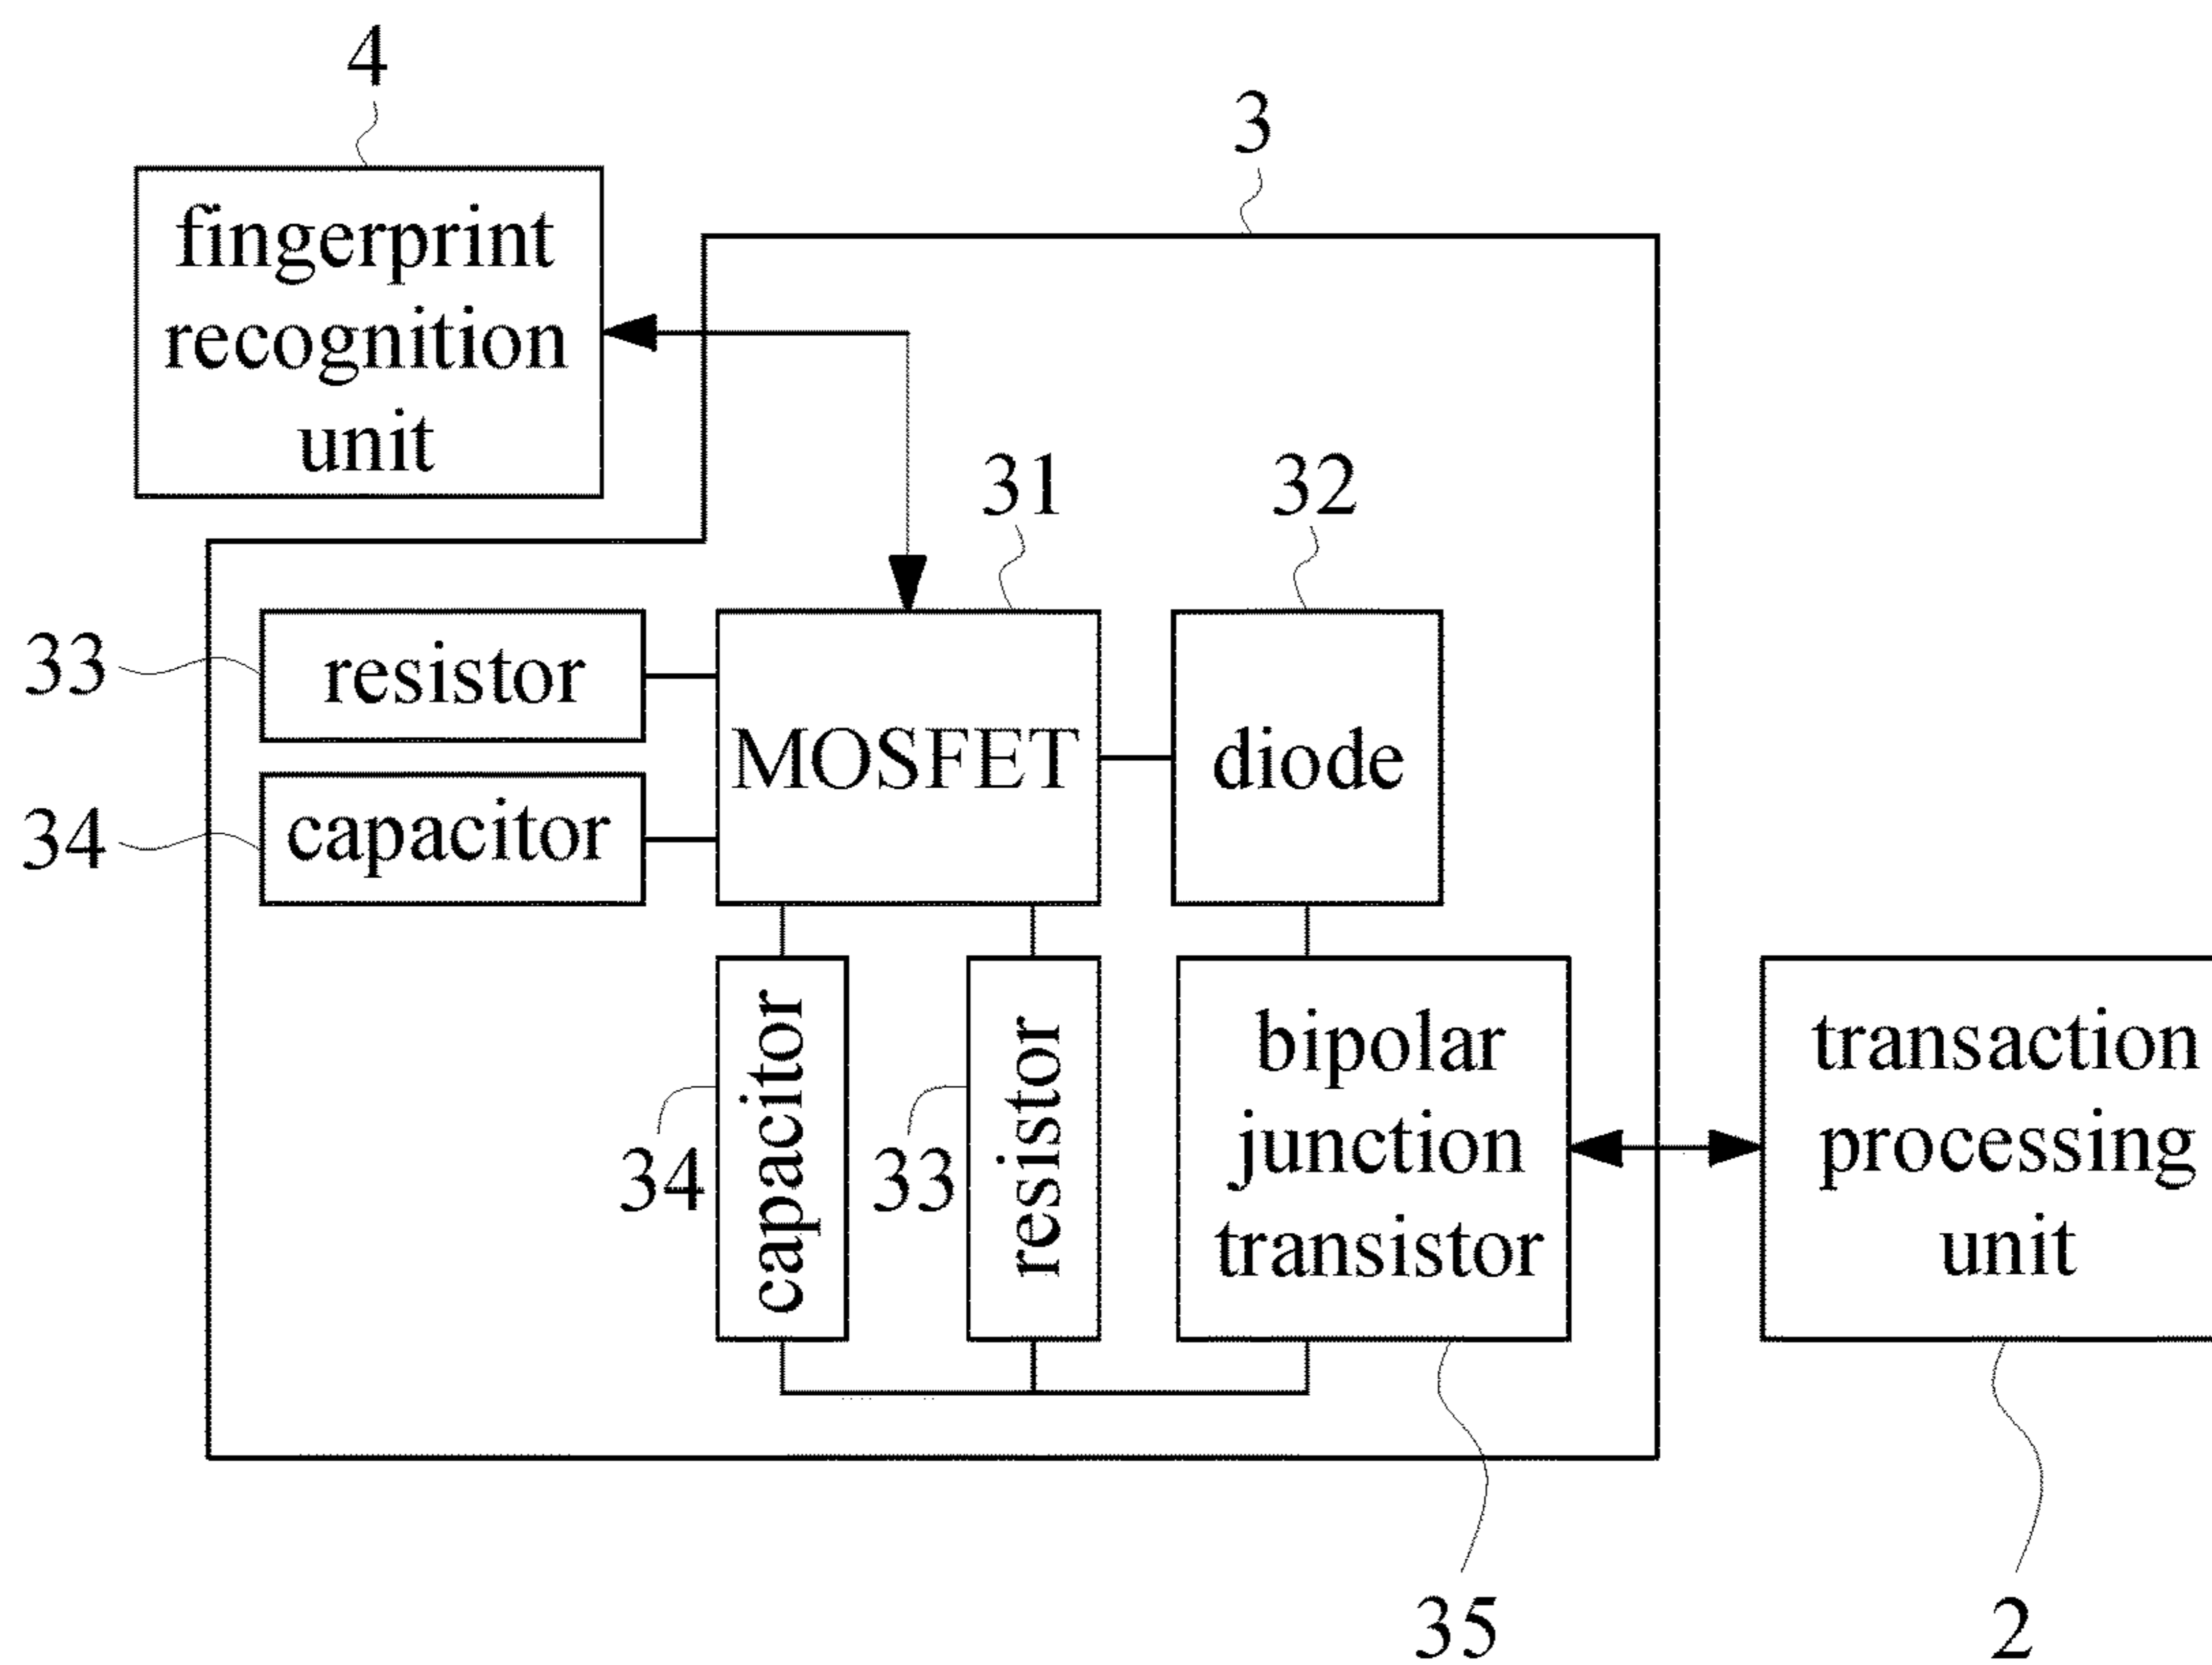 4
3
fingerprint
recognition
unit
31
32
33
resistor
MOSFET
diode
34
capacitor
capacitor
34
resistor
33
bipolar
junction
transistor
transaction
processing
unit
35
2